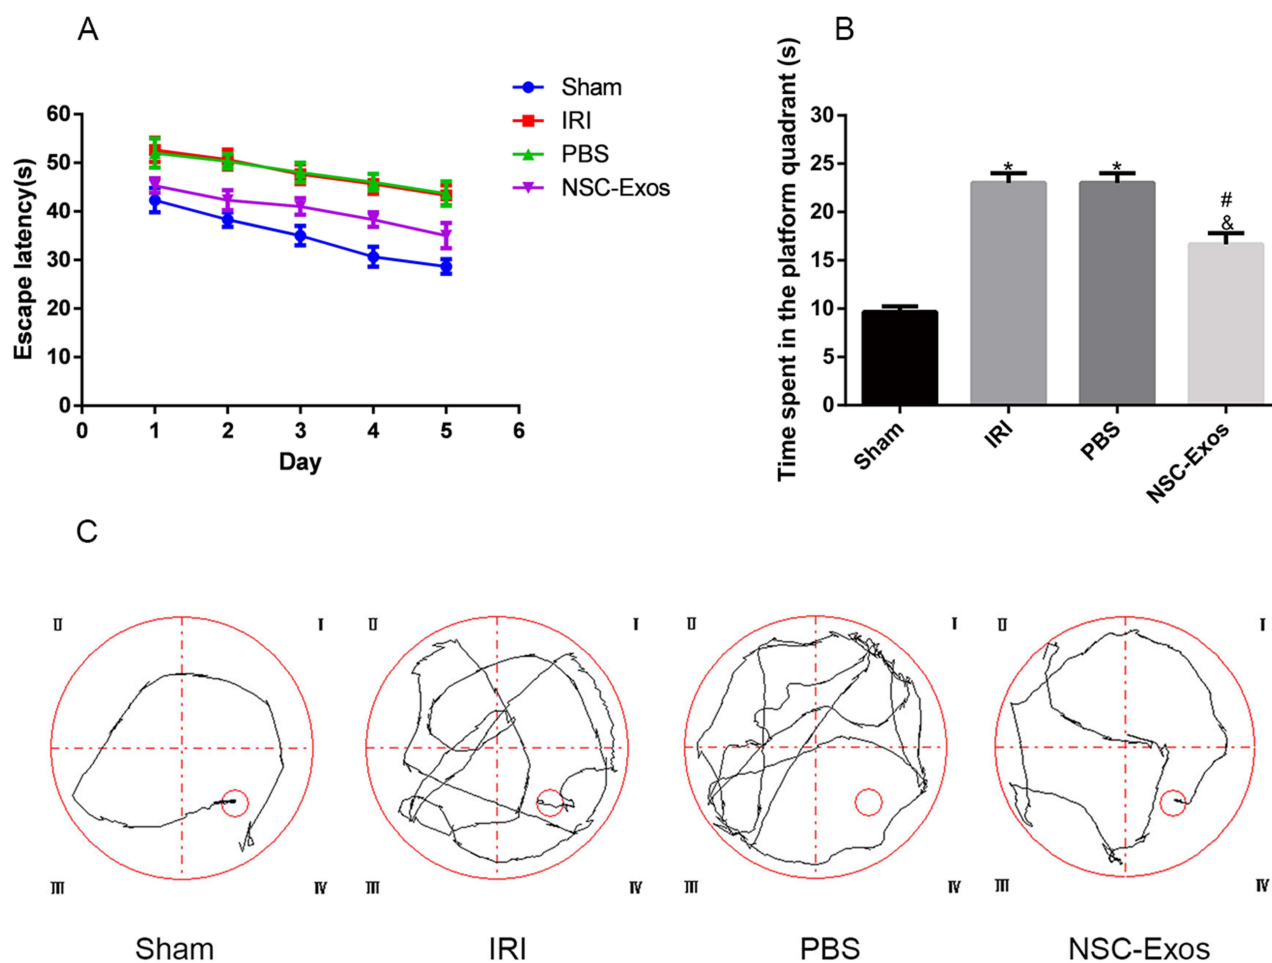 A
Sham
IRI
PBS
NSC-Exos
Escape latency(s)
60
50
40
30
20
10
0
0 1 2 3 4 5 6
Day
B
Time spent in the platform quadrant (s)
30
25
20
15
10
5
0
* * # &
Sham IRI PBS NSC-Exos
C
II I II I II I II I
III IV III IV III IV III IV
Sham IRI PBS NSC-Exos